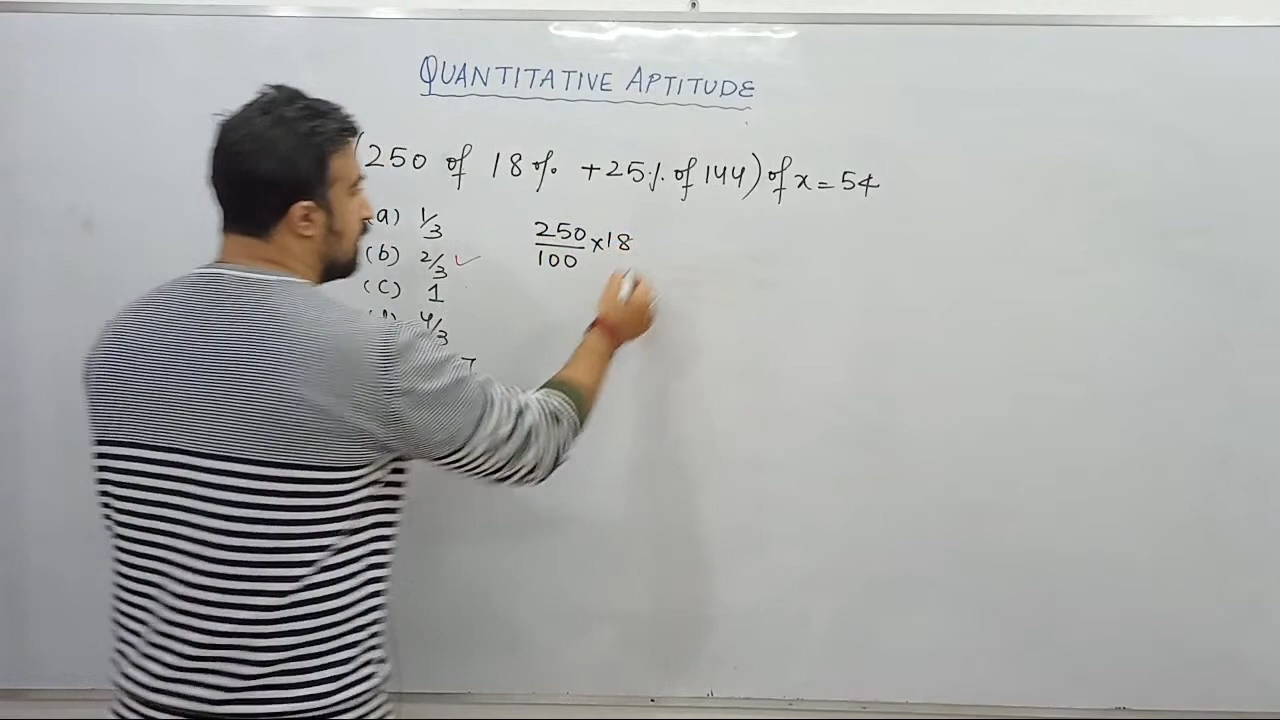 QUANTITATIVE APTITUDE
(250 of 18% + 25% of 144) of x = 54
(a) 1/3
(b) 2/3 ✓
(c) 1
4/3
250/100 × 18